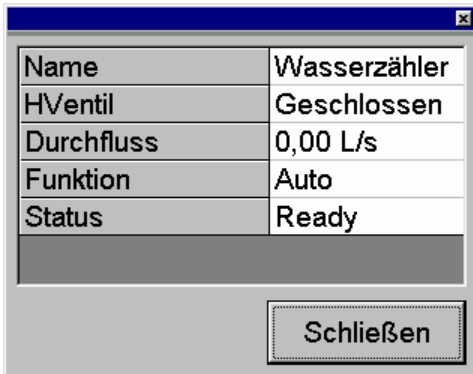 Name Wasserzähler
HVentil Geschlossen
Durchfluss 0,00 L/s
Funktion Auto
Status Ready
Schließen